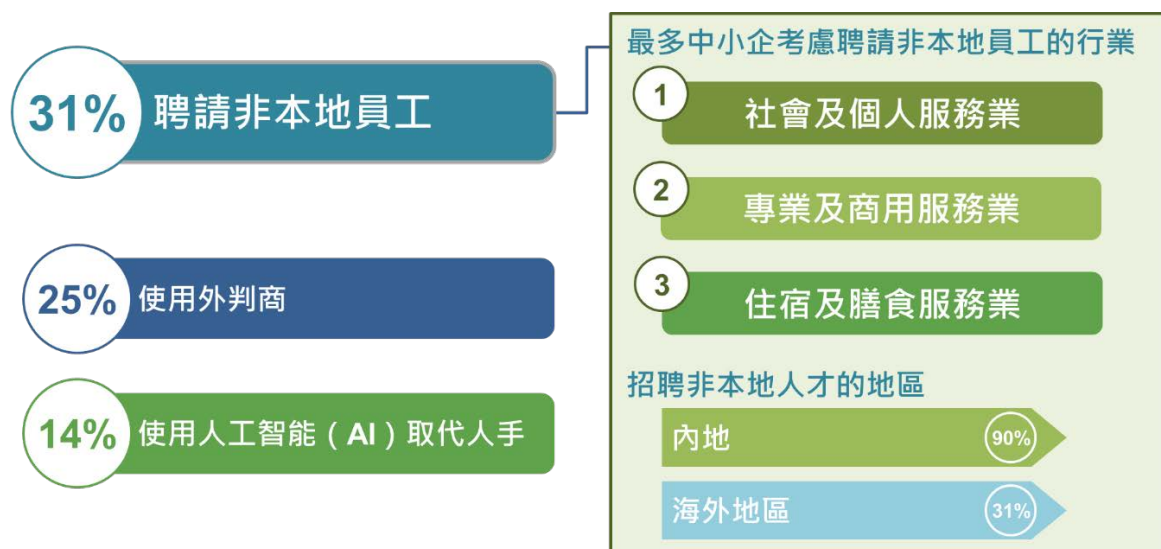 31% 聘請非本地員工
25% 使用外判商
14% 使用人工智能（AI）取代人手
最多中小企考慮聘請非本地員工的行業
1 社會及個人服務業
2 專業及商用服務業
3 住宿及膳食服務業
招聘非本地人才的地區
內地 90%
海外地區 31%